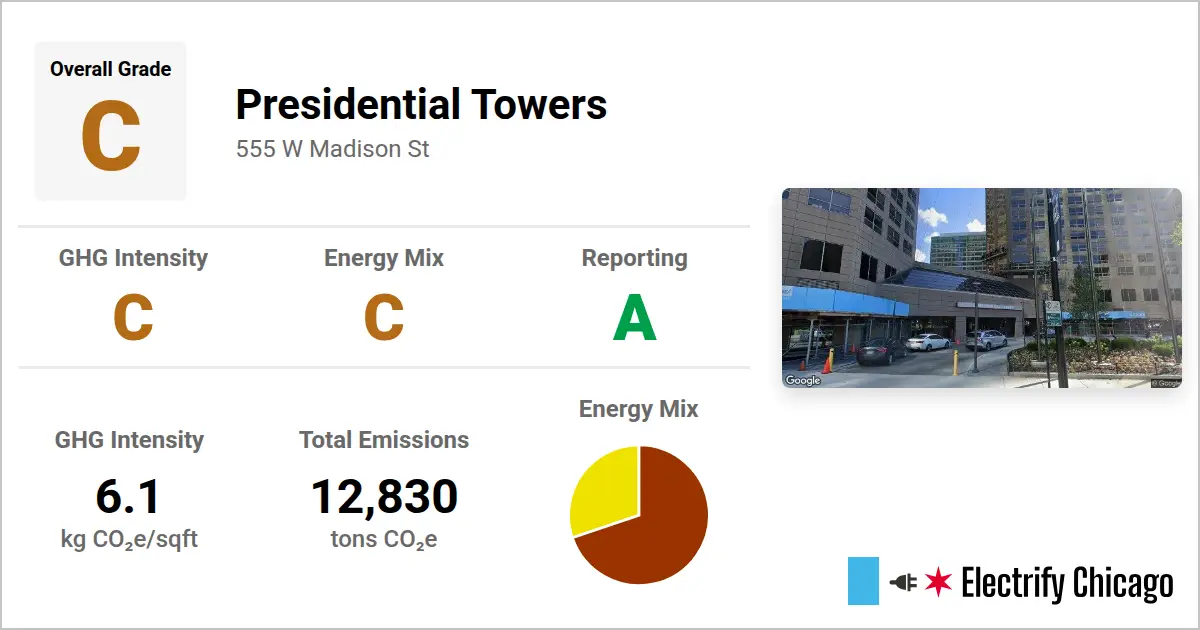 Overall Grade
C
Presidential Towers
555 W Madison St
GHG Intensity
C
Energy Mix
C
Reporting
A
GHG Intensity
6.1
kg CO₂e/sqft
Total Emissions
12,830
tons CO₂e
Energy Mix
Google
© Google
Electrify Chicago